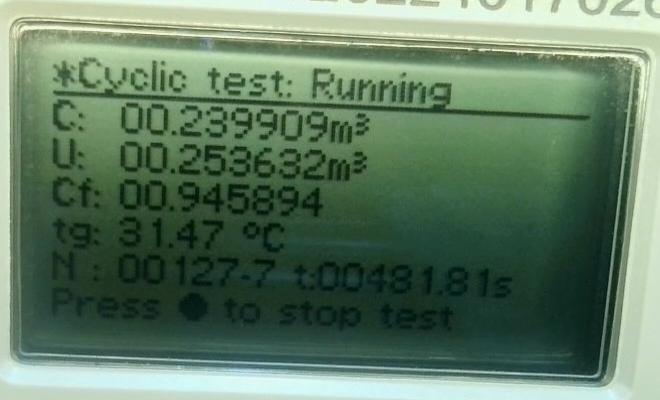 *Cyclic test: Running
C: 00.239909m³
U: 00.253632m³
Cf: 00.945894
tg: 31.47 °C
N : 00127-7 t:00481.81s
Press ● to stop test